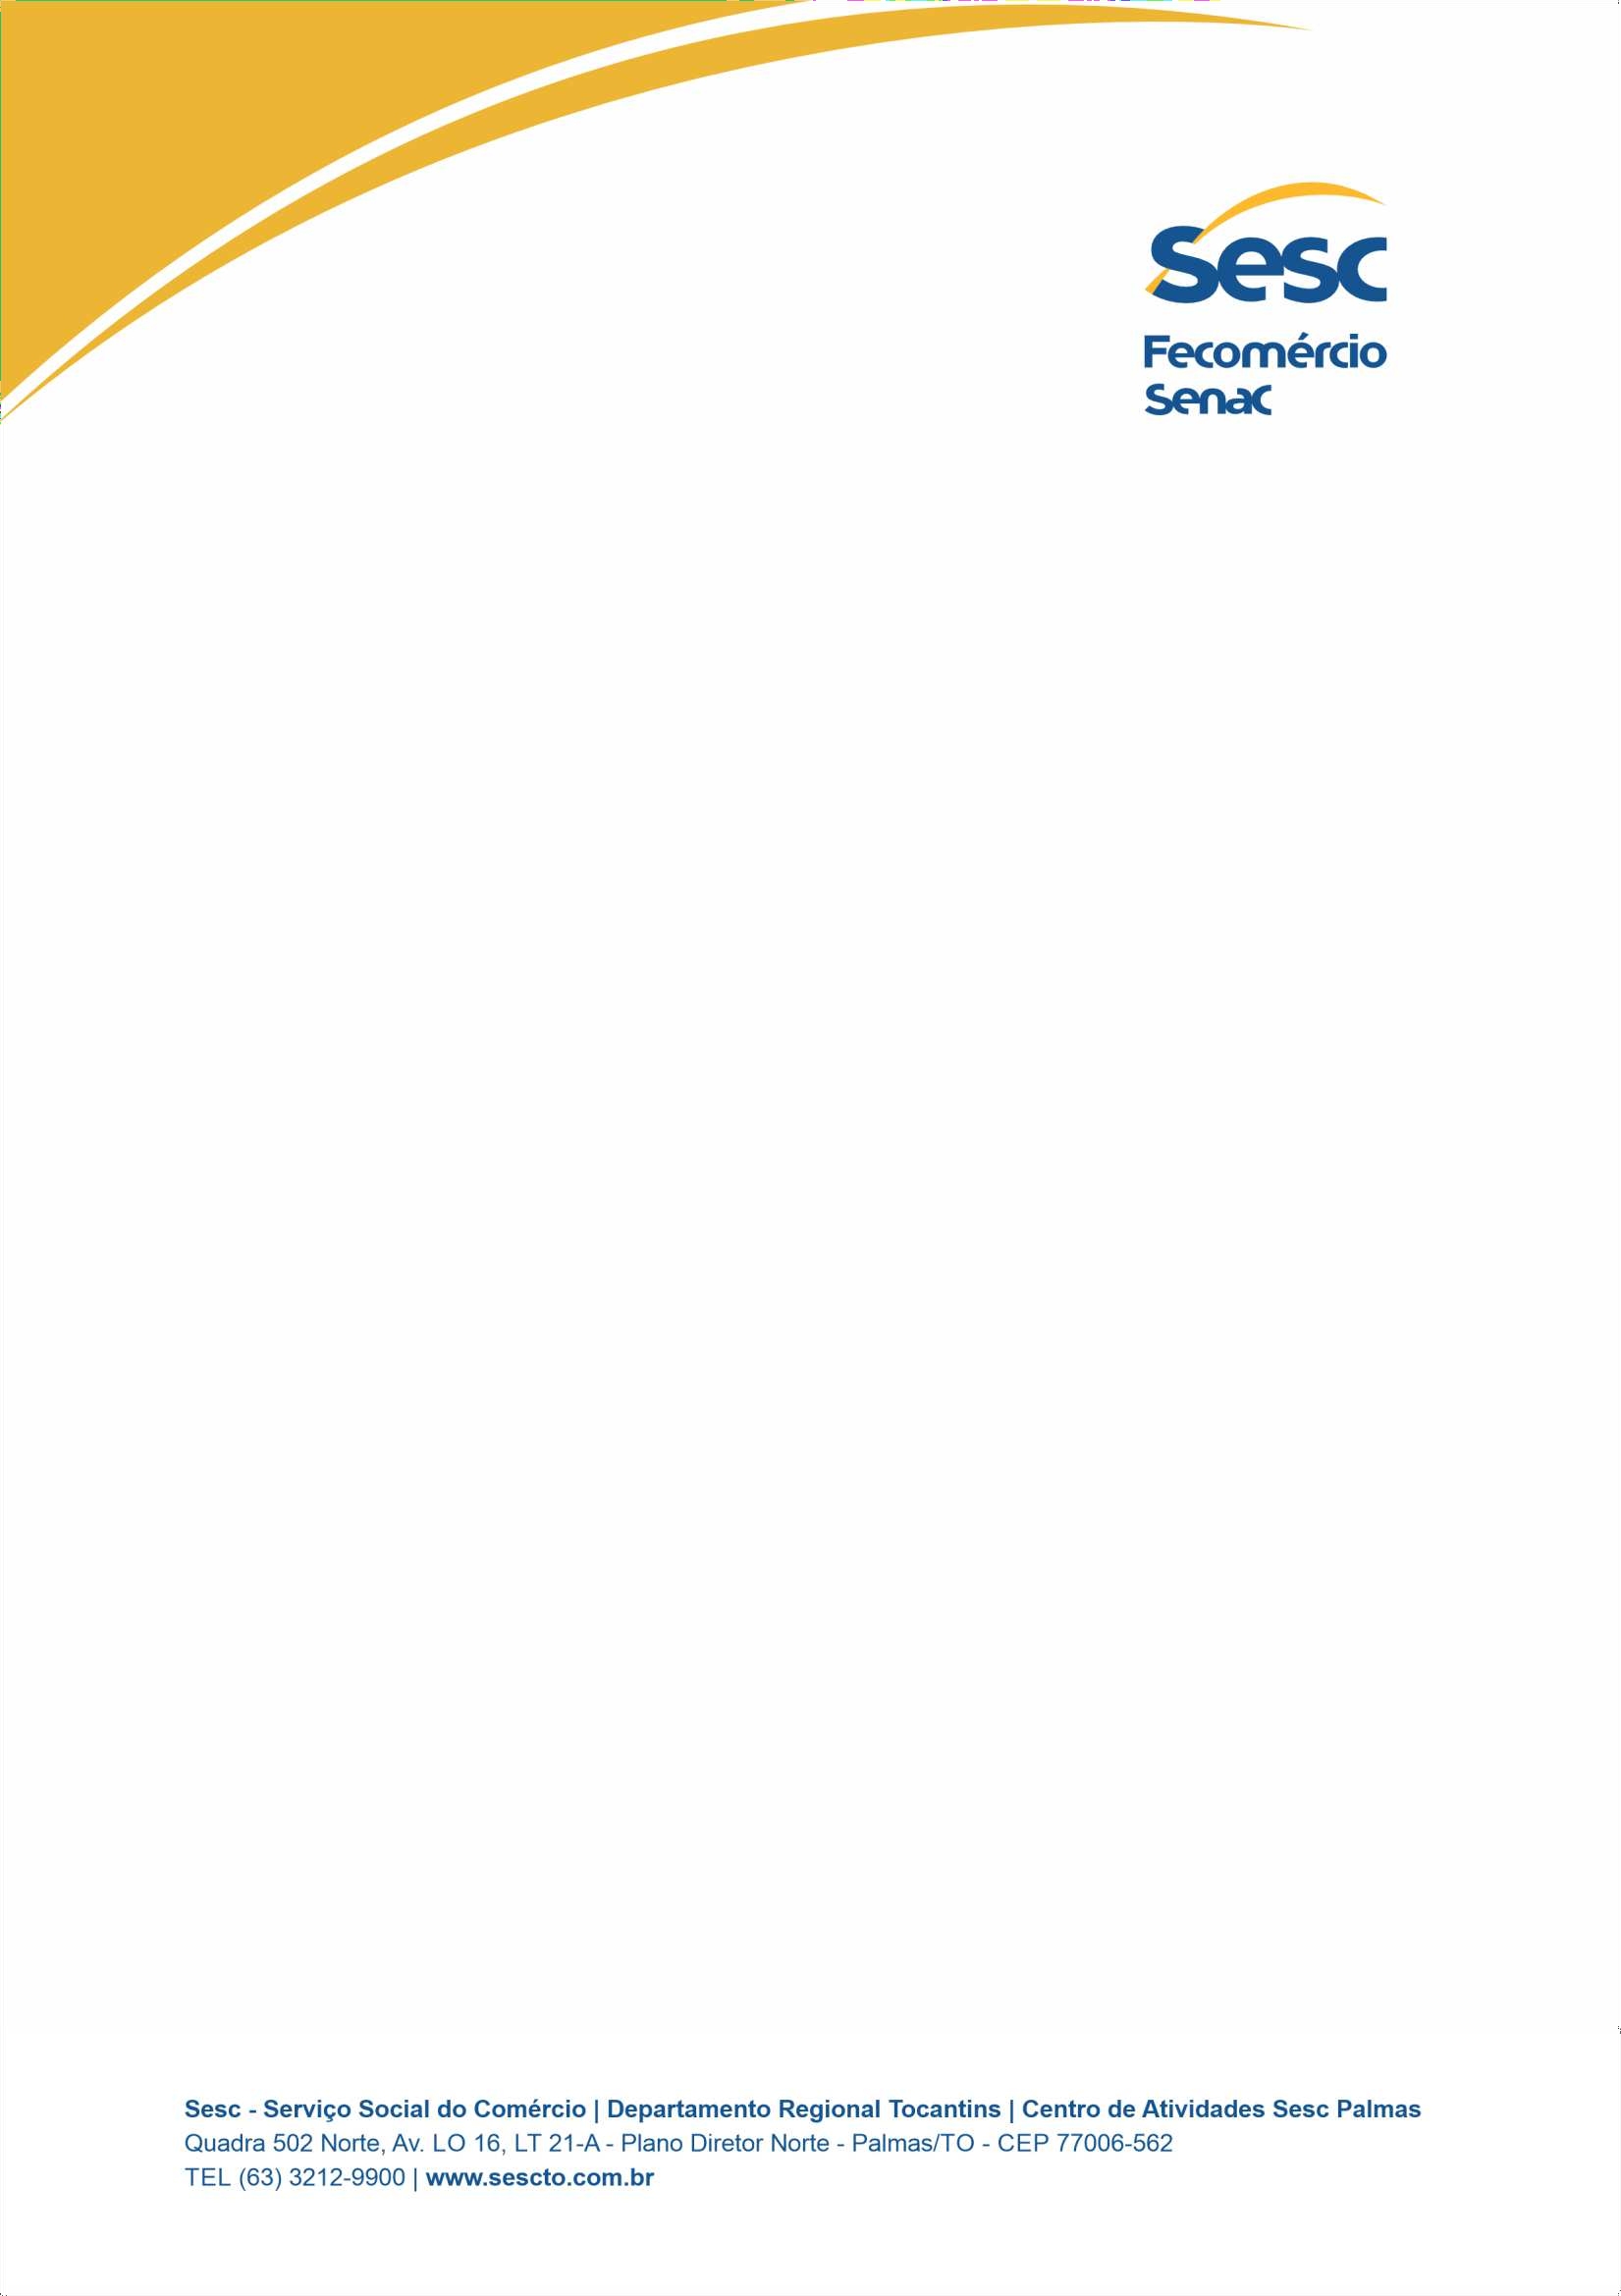 Sesc
Fecomércio
Senac
Sesc - Serviço Social do Comércio | Departamento Regional Tocantins | Centro de Atividades Sesc Palmas
Quadra 502 Norte, Av. LO 16, LT 21-A - Plano Diretor Norte - Palmas/TO - CEP 77006-562
TEL (63) 3212-9900 | www.sescto.com.br